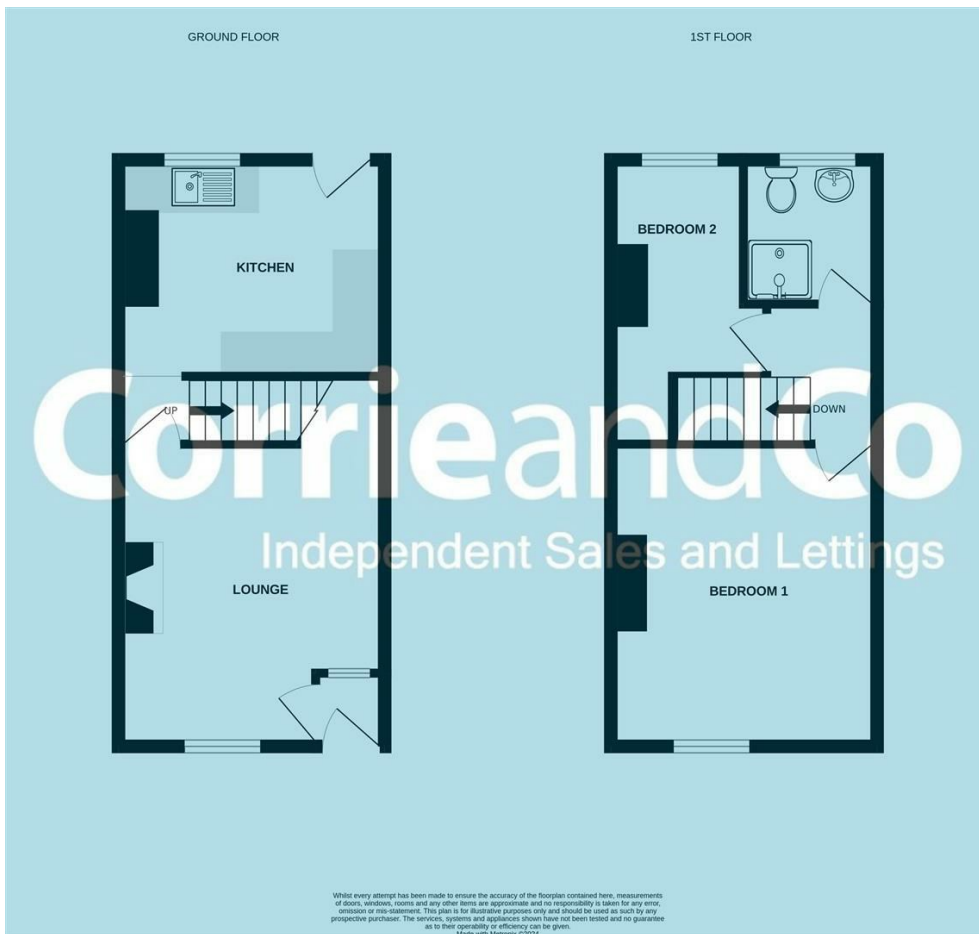 GROUND FLOOR
1ST FLOOR
KITCHEN
UP
LOUNGE
BEDROOM 2
DOWN
BEDROOM 1
CorrieandCo
Independent Sales and Lettings
Whilst every attempt has been made to ensure the accuracy of the floorplan contained here, measurements
of doors, windows, rooms and any other items are approximate and no responsibility is taken for any error,
omission or mis-statement. This plan is for illustrative purposes only and should be used as such by any
prospective purchaser. The services, systems and appliances shown have not been tested and no guarantee
as to their operability or efficiency can be given.
Made with Metropix ©2024